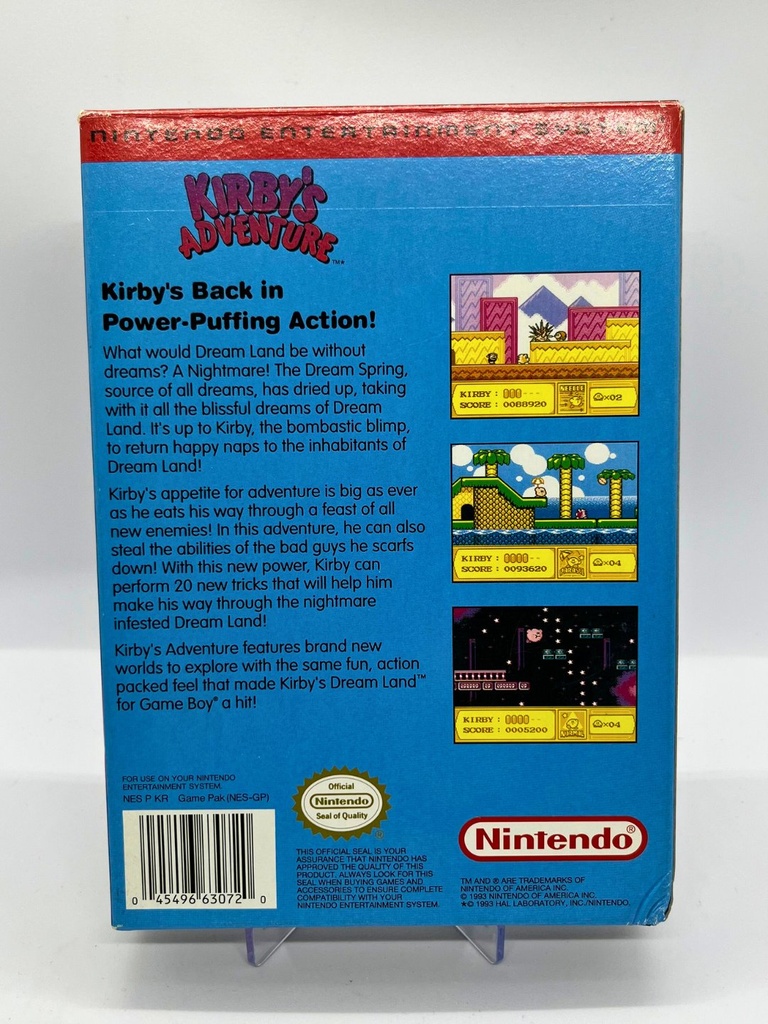 NINTENDO ENTERTAINMENT SYSTEM
KIRBY'S
ADVENTURE
™*
Kirby's Back in
Power-Puffing Action!
What would Dream Land be without
dreams? A Nightmare! The Dream Spring,
source of all dreams, has dried up, taking
with it all the blissful dreams of Dream
Land. It's up to Kirby, the bombastic blimp,
to return happy naps to the inhabitants of
Dream Land!
Kirby's appetite for adventure is big as ever
as he eats his way through a feast of all
new enemies! In this adventure, he can also
steal the abilities of the bad guys he scarfs
down! With this new power, Kirby can
perform 20 new tricks that will help him
make his way through the nightmare
infested Dream Land!
Kirby's Adventure features brand new
worlds to explore with the same fun, action
packed feel that made Kirby's Dream Land™
for Game Boy® a hit!
KIRBY :
SCORE : 0088920
×02
KIRBY :
SCORE : 0093620
×04
KIRBY :
SCORE : 0005200
×04
FOR USE ON YOUR NINTENDO
ENTERTAINMENT SYSTEM.
NES P KR Game Pak (NES-GP)
0 45496 63072 0
Official
Nintendo
Seal of Quality
®
THIS OFFICIAL SEAL IS YOUR
ASSURANCE THAT NINTENDO HAS
APPROVED THE QUALITY OF THIS
PRODUCT. ALWAYS LOOK FOR THIS
SEAL WHEN BUYING GAMES AND
ACCESSORIES TO ENSURE COMPLETE
COMPATIBILITY WITH YOUR
NINTENDO ENTERTAINMENT SYSTEM.
Nintendo®
TM AND ® ARE TRADEMARKS OF
NINTENDO OF AMERICA INC.
© 1993 NINTENDO OF AMERICA INC.
*© 1993 HAL LABORATORY, INC./NINTENDO.